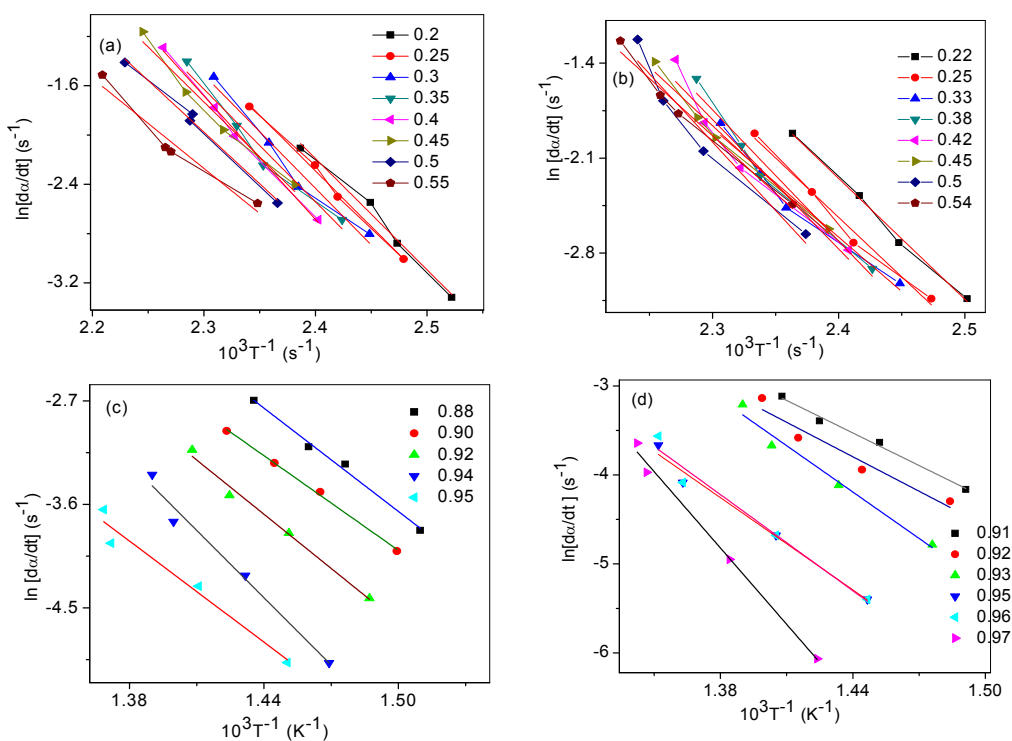 (a)
0.2
0.25
0.3
0.35
0.4
0.45
0.5
0.55
-1.6
-2.4
-3.2
ln[dα/dt] (s⁻¹)
2.2 2.3 2.4 2.5
10³T⁻¹ (s⁻¹)
(b)
0.22
0.25
0.33
0.38
0.42
0.45
0.5
0.54
-1.4
-2.1
-2.8
ln [dα/dt] (s⁻¹)
2.3 2.4 2.5
10³T⁻¹ (s⁻¹)
(c)
0.88
0.90
0.92
0.94
0.95
-2.7
-3.6
-4.5
ln [dα/dt] (s⁻¹)
1.38 1.44 1.50
10³T⁻¹ (K⁻¹)
(d)
0.91
0.92
0.93
0.95
0.96
0.97
-3
-4
-5
-6
ln[dα/dt] (s⁻¹)
1.38 1.44 1.50
10³T⁻¹ (K⁻¹)